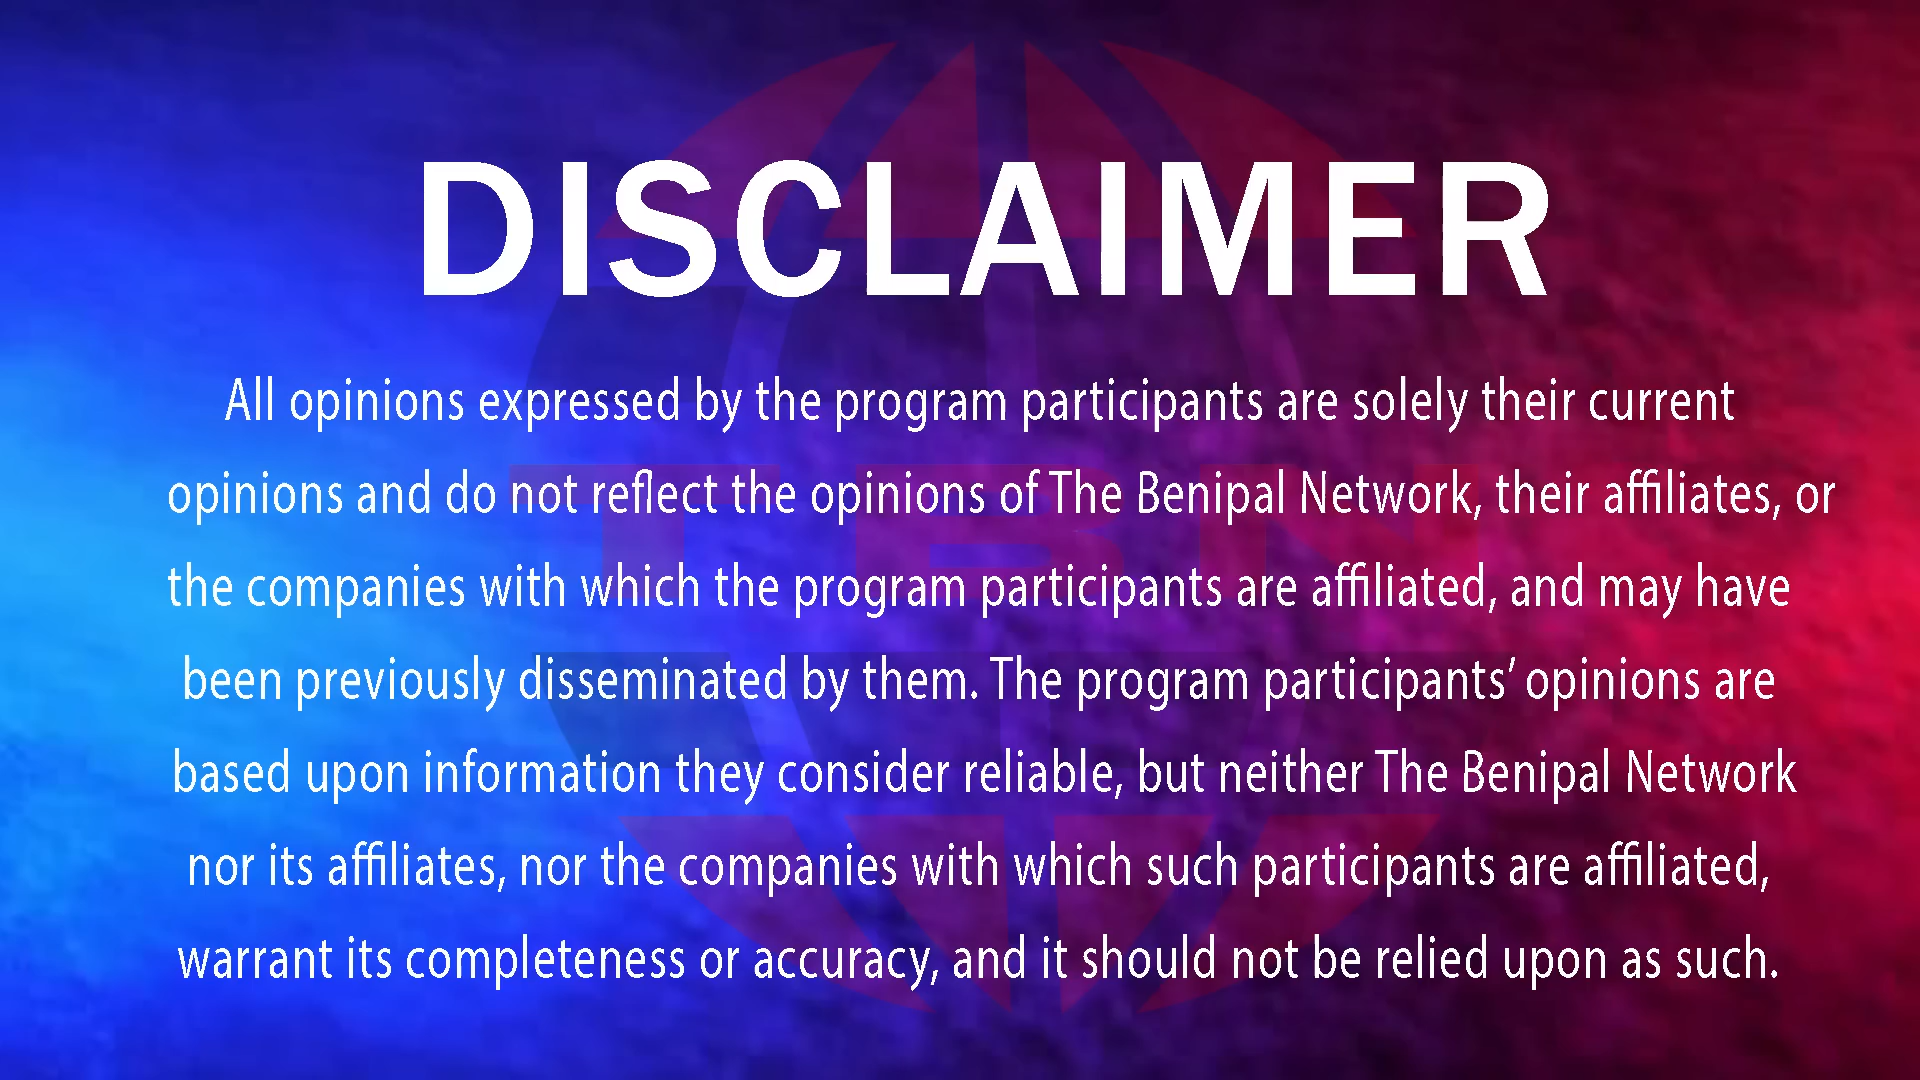 DISCLAIMER
All opinions expressed by the program participants are solely their current
opinions and do not reflect the opinions of The Benipal Network, their affiliates, or
the companies with which the program participants are affiliated, and may have
been previously disseminated by them. The program participants’ opinions are
based upon information they consider reliable, but neither The Benipal Network
nor its affiliates, nor the companies with which such participants are affiliated,
warrant its completeness or accuracy, and it should not be relied upon as such.
TBN